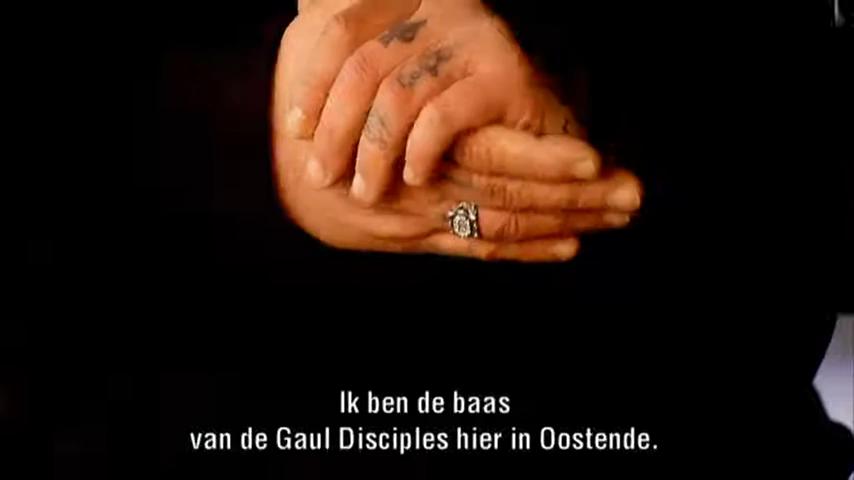 Ik ben de baas
van de Gaul Disciples hier in Oostende.